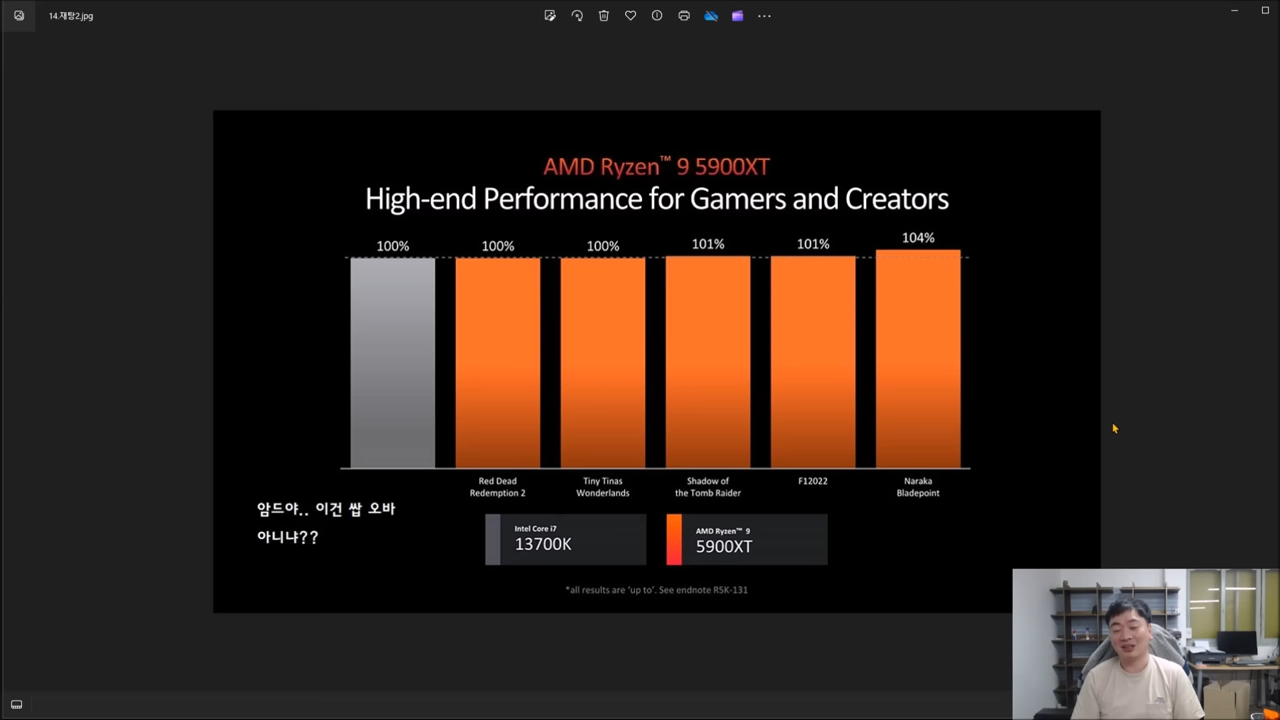 14.재탕2.jpg
AMD Ryzen™ 9 5900XT
High-end Performance for Gamers and Creators
100%
100%
100%
101%
101%
104%
Red Dead
Redemption 2
Tiny Tinas
Wonderlands
Shadow of
the Tomb Raider
F12022
Naraka
Bladepoint
암드야.. 이건 쌉 오바
아니냐??
Intel Core i7
13700K
AMD Ryzen™ 9
5900XT
*all results are 'up to'. See endnote R5K-131